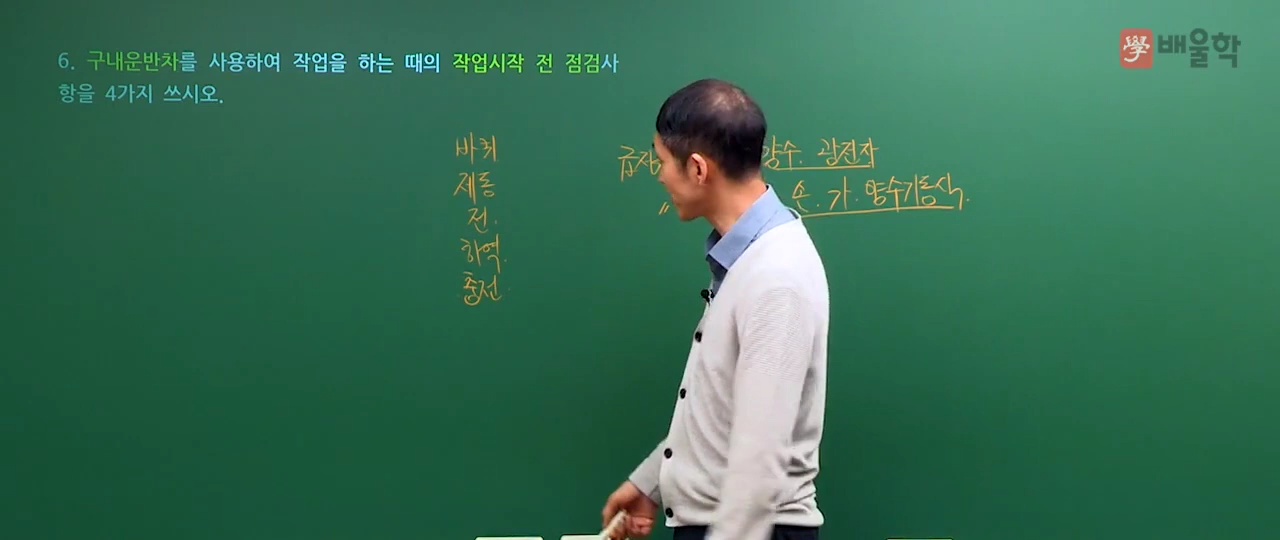 學 배울학
6. 구내운반차를 사용하여 작업을 하는 때의 작업시작 전 점검사
항을 4가지 쓰시오.
바퀴
제동
전.
하역.
충전.
급정 양수. 광전자
〃 손. 가. 양수기동식.